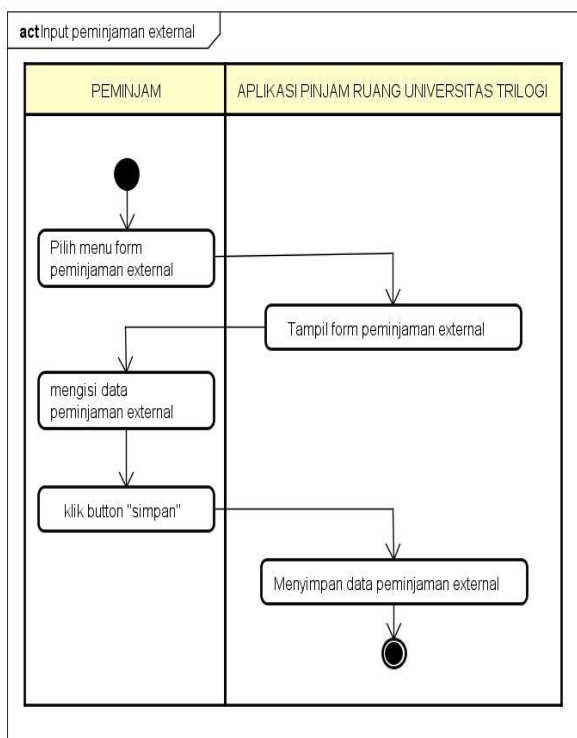 act Input peminjaman external
PEMINJAM
APLIKASI PINJAM RUANG UNIVERSITAS TRILOGI
Pilih menu form
peminjaman external
Tampil form peminjaman external
mengisi data
peminjaman external
klik button "simpan"
Menyimpan data peminjaman external